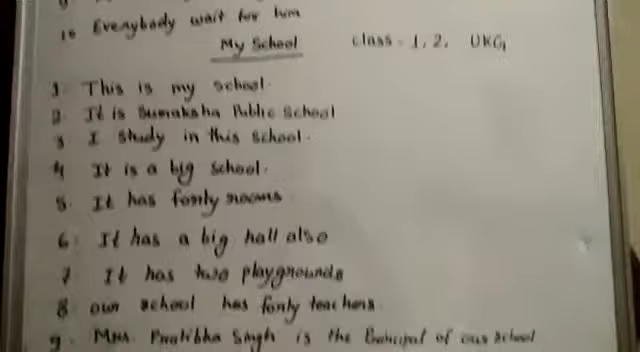 10 Everybody wait for him
My School class - 1, 2, UKG,
1. This is my school.
2. It is Sumaksha Public School
3 I study in this school.
4 It is a big school.
5. It has forty rooms
6. It has a big hall also
7 It has two playgrounds
8 our school has forty teachers.
9. Mrs. Pratibha Singh is the Principal of our school